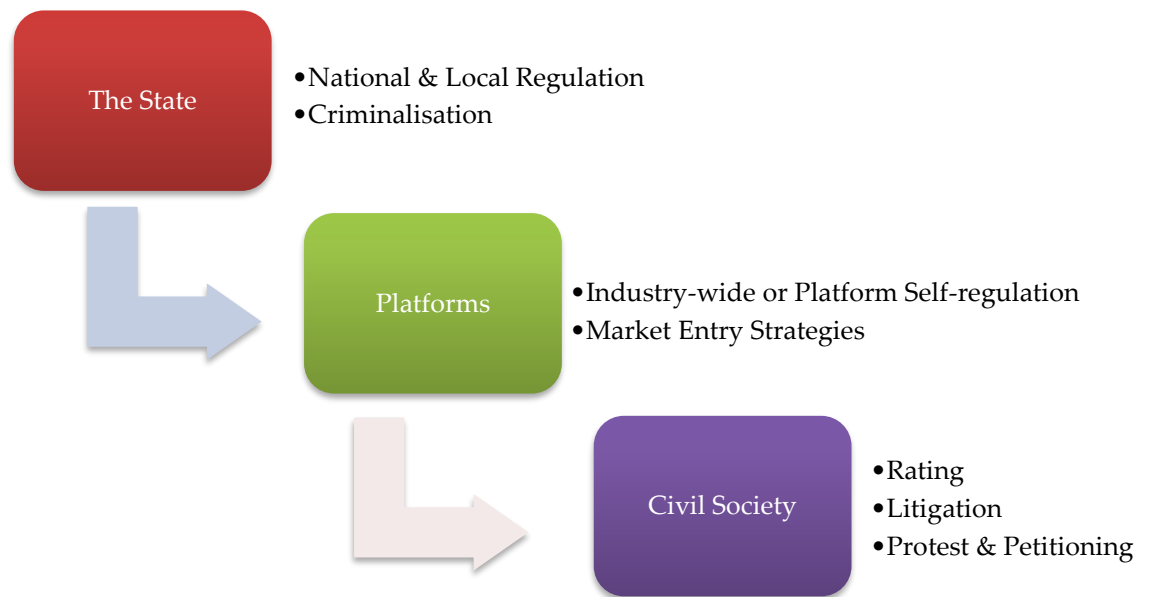 The State
•National & Local Regulation
•Criminalisation
Platforms
•Industry-wide or Platform Self-regulation
•Market Entry Strategies
Civil Society
•Rating
•Litigation
•Protest & Petitioning